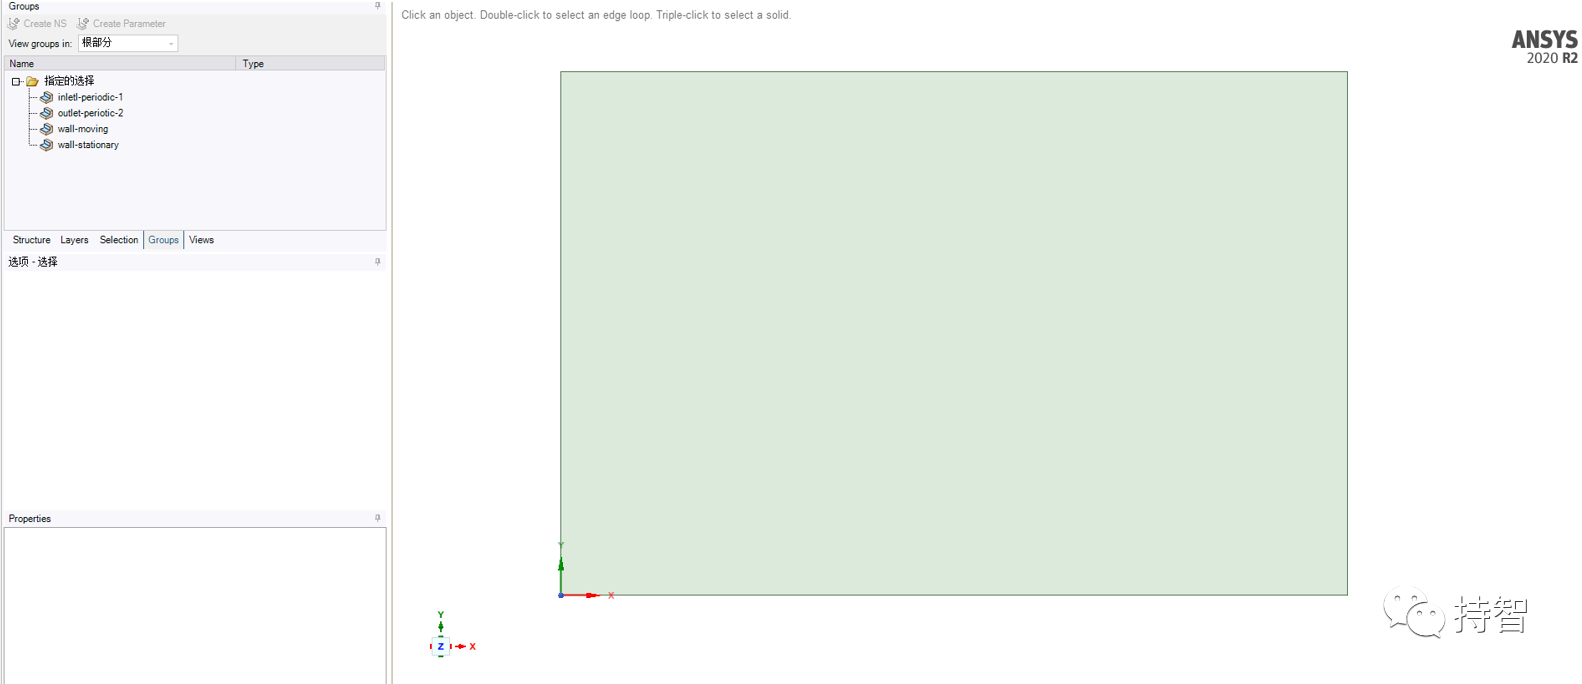 Groups
Create NS Create Parameter
View groups in: 根部分
Name Type
指定的选择
inletl-periodic-1
outlet-periotic-2
wall-moving
wall-stationary
Structure Layers Selection Groups Views
选项 - 选择
Properties
Click an object. Double-click to select an edge loop. Triple-click to select a solid.
ANSYS
2020 R2
Y
X
Y
Z X
持智